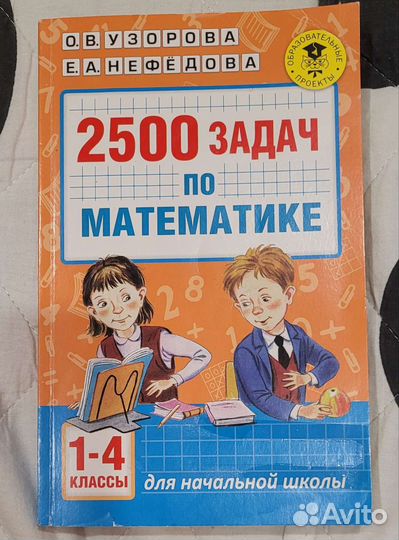 О.В. УЗОРОВА
Е.А. НЕФЁДОВА
ОБРАЗОВАТЕЛЬНЫЕ
ПРОЕКТЫ
2500 ЗАДАЧ
ПО
МАТЕМАТИКЕ
1-4
КЛАССЫ
для начальной школы
Avito